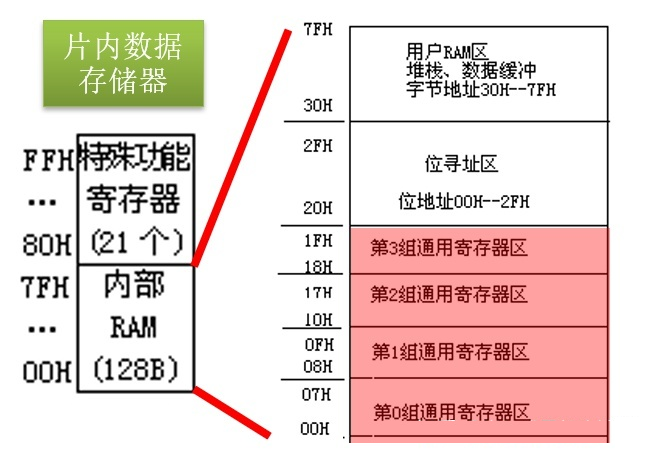 片内数据
存储器
FFH
...
80H
特殊功能
寄存器
(21 个)
7FH
...
00H
内部
RAM
(128B)
7FH
30H
用户RAM区
堆栈、数据缓冲
字节地址30H--7FH
2FH
20H
位寻址区
位地址00H--2FH
1FH
18H
第3组通用寄存器区
17H
10H
第2组通用寄存器区
0FH
08H
第1组通用寄存器区
07H
00H
第0组通用寄存器区